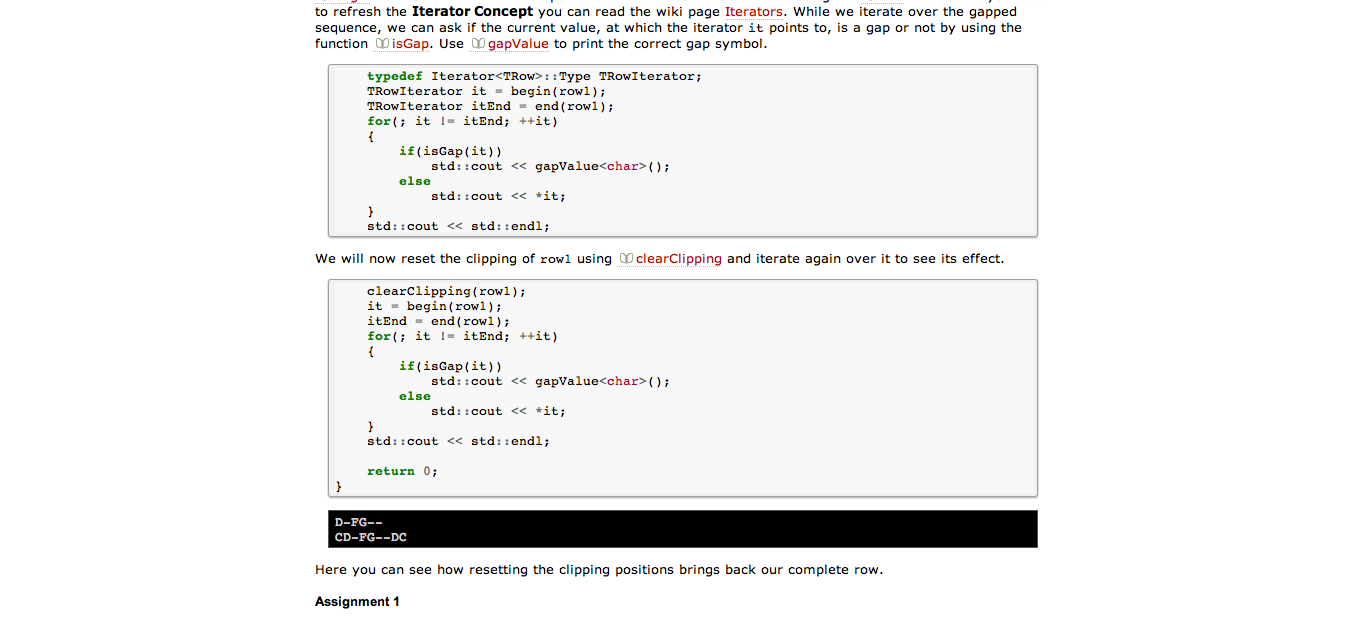 to refresh the Iterator Concept you can read the wiki page Iterators. While we iterate over the gapped
sequence, we can ask if the current value, at which the iterator it points to, is a gap or not by using the
function isGap. Use gapValue to print the correct gap symbol.
typedef Iterator<TRow>::Type TRowIterator;
TRowIterator it = begin(row1);
TRowIterator itEnd = end(row1);
for(; it != itEnd; ++it)
{
if(isGap(it))
std::cout << gapValue<char>();
else
std::cout << *it;
}
std::cout << std::endl;
We will now reset the clipping of row1 using clearClipping and iterate again over it to see its effect.
clearClipping(row1);
it = begin(row1);
itEnd = end(row1);
for(; it != itEnd; ++it)
{
if(isGap(it))
std::cout << gapValue<char>();
else
std::cout << *it;
}
std::cout << std::endl;
return 0;
}
D-FG--
CD-FG--DC
Here you can see how resetting the clipping positions brings back our complete row.
Assignment 1